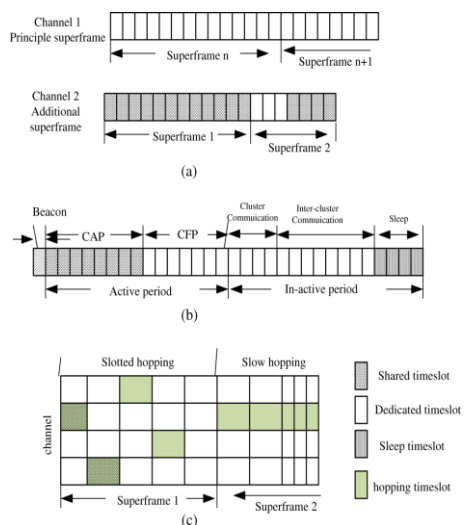 Channel 1
Principle superframe
Superframe n
Superframe n+1
Channel 2
Additional
superframe
Superframe 1
Superframe 2
(a)
Beacon
CAP
CFP
Cluster
Commuication
Inter-cluster
Commuication
Sleep
Active period
In-active period
(b)
Slotted hopping
Slow hopping
channel
Superframe 1
Superframe 2
(c)
Shared timeslot
Dedicated timeslot
Sleep timeslot
hopping timeslot